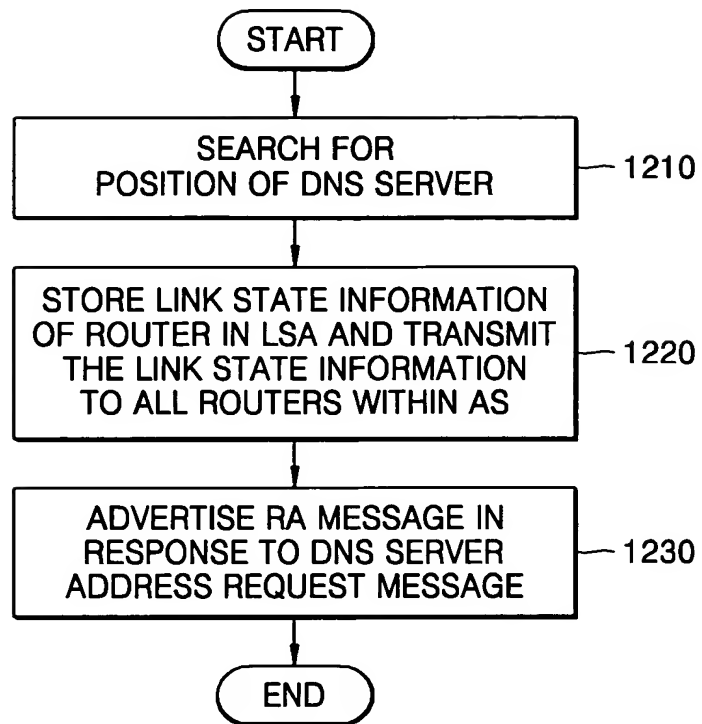 START
SEARCH FOR
POSITION OF DNS SERVER
1210
STORE LINK STATE INFORMATION
OF ROUTER IN LSA AND TRANSMIT
THE LINK STATE INFORMATION
TO ALL ROUTERS WITHIN AS
1220
ADVERTISE RA MESSAGE IN
RESPONSE TO DNS SERVER
ADDRESS REQUEST MESSAGE
1230
END